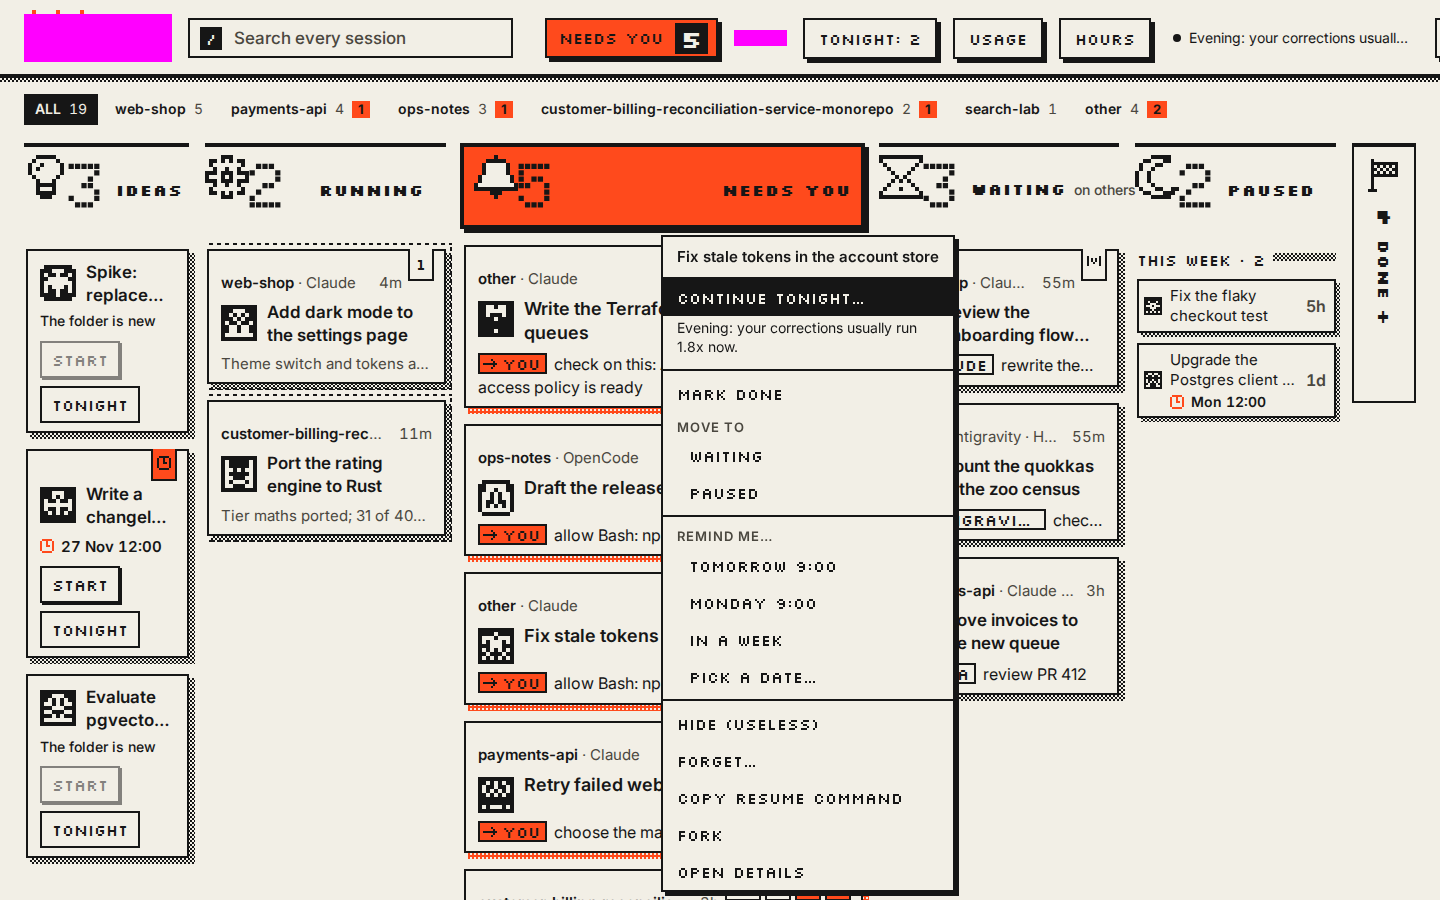 / Search every session
NEEDS YOU 5
TONIGHT: 2
USAGE
HOURS
Evening: your corrections usuall...
ALL 19
web-shop 5
payments-api 4 1
ops-notes 3 1
customer-billing-reconciliation-service-monorepo 2 1
search-lab 1
other 4 2
3 IDEAS
2 RUNNING
5 NEEDS YOU
3 WAITING on others
2 PAUSED
4 DONE +
Spike:
replace...
The folder is new
START
TONIGHT
Write a
changel...
27 Nov 12:00
START
TONIGHT
Evaluate
pgvecto...
The folder is new
START
TONIGHT
1
web-shop · Claude 4m
Add dark mode to
the settings page
Theme switch and tokens a...
customer-billing-rec... 11m
Port the rating
engine to Rust
Tier maths ported; 31 of 40...
other · Claude
Write the Terraf
queues
→ YOU check on this:
access policy is ready
ops-notes · OpenCode
Draft the release
→ YOU allow Bash: np
other · Claude
Fix stale tokens
→ YOU allow Bash: np
payments-api · Claude
Retry failed web
→ YOU choose the ma
Fix stale tokens in the account store
CONTINUE TONIGHT...
Evening: your corrections usually run
1.8x now.
MARK DONE
MOVE TO
WAITING
PAUSED
REMIND ME...
TOMORROW 9:00
MONDAY 9:00
IN A WEEK
PICK A DATE...
HIDE (USELESS)
FORGET...
COPY RESUME COMMAND
FORK
OPEN DETAILS
p · Clau... 55m
eview the
boarding flow...
UDE rewrite the...
ntigravity · H... 55m
ount the quokkas
the zoo census
GRAVI... chec...
s-api · Claude ... 3h
ove invoices to
e new queue
A review PR 412
THIS WEEK · 2
Fix the flaky
checkout test 5h
Upgrade the
Postgres client ... 1d
Mon 12:00